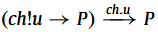 (ch!u → P) —ch.u→ P